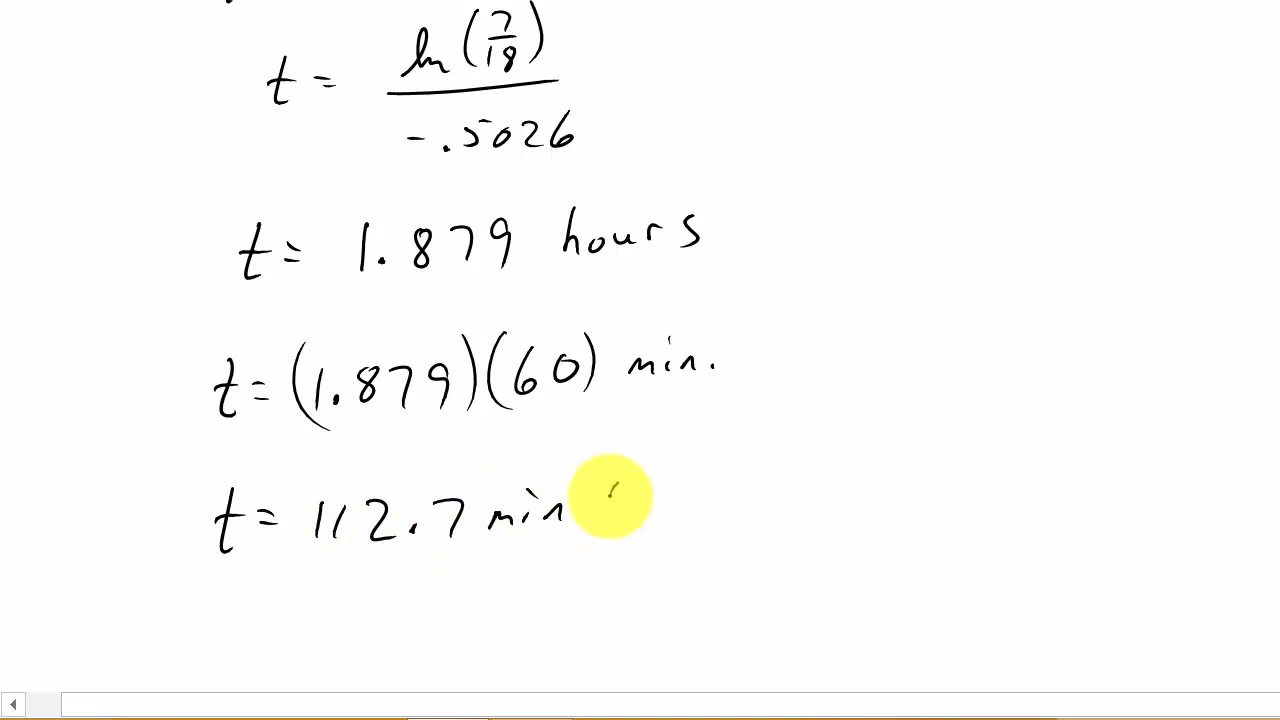 t = ln(7/18) / -.5026
t = 1.879 hours
t = (1.879)(60) min.
t = 112.7 min